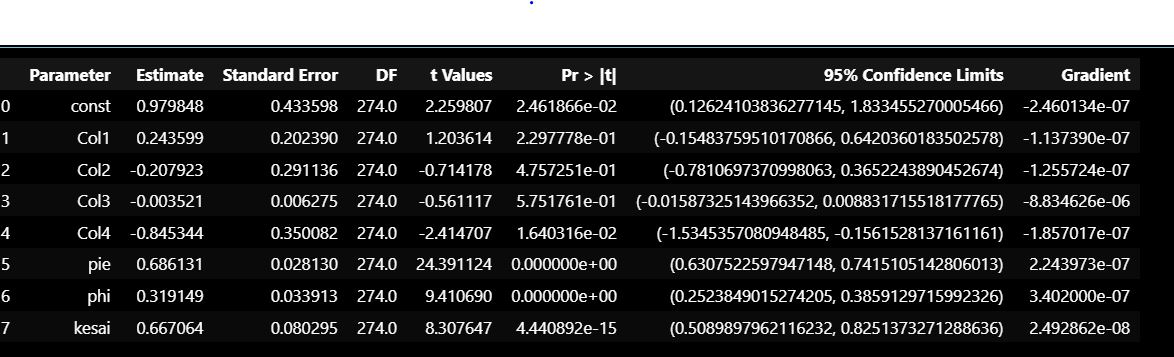 Parameter Estimate Standard Error DF t Values Pr > |t| 95% Confidence Limits Gradient
0 const 0.979848 0.433598 274.0 2.259807 2.461866e-02 (0.12624103836277145, 1.833455270005466) -2.460134e-07
1 Col1 0.243599 0.202390 274.0 1.203614 2.297778e-01 (-0.15483759510170866, 0.6420360183502578) -1.137390e-07
2 Col2 -0.207923 0.291136 274.0 -0.714178 4.757251e-01 (-0.7810697370998063, 0.3652243890452674) -1.255724e-07
3 Col3 -0.003521 0.006275 274.0 -0.561117 5.751761e-01 (-0.01587325143966352, 0.008831715518177765) -8.834626e-06
4 Col4 -0.845344 0.350082 274.0 -2.414707 1.640316e-02 (-1.5345357080948485, -0.1561528137161161) -1.857017e-07
5 pie 0.686131 0.028130 274.0 24.391124 0.000000e+00 (0.6307522597947148, 0.7415105142806013) 2.243973e-07
6 phi 0.319149 0.033913 274.0 9.410690 0.000000e+00 (0.2523849015274205, 0.3859129715992326) 3.402000e-07
7 kesai 0.667064 0.080295 274.0 8.307647 4.440892e-15 (0.5089897962116232, 0.8251373271288636) 2.492862e-08